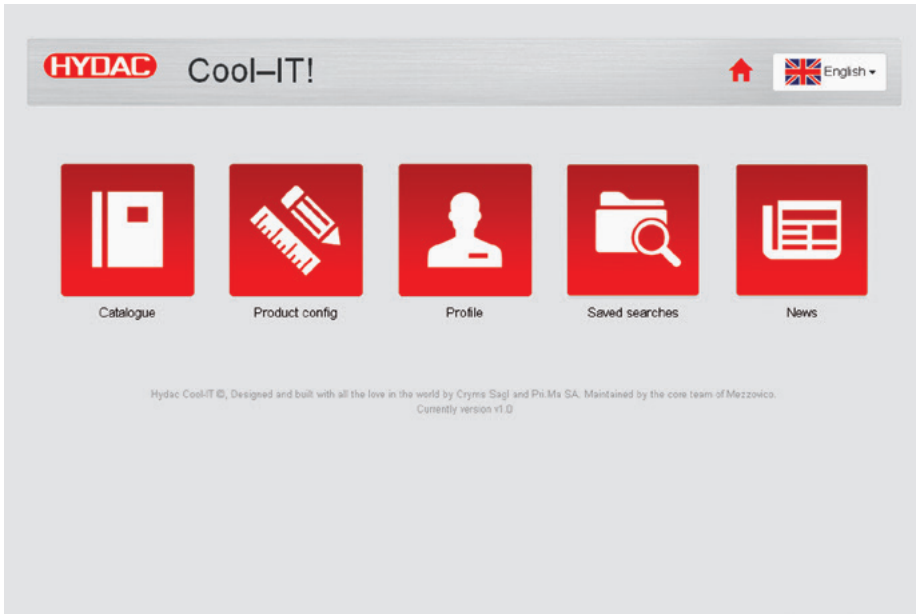 HYDAC Cool–IT! English
Catalogue Product config Profile Saved searches News
Hydac Cool-IT ©, Designed and built with all the love in the world by Cryms Sagl and Pri.Ma SA. Maintained by the core team of Mezzovico.
Currently version v1.0